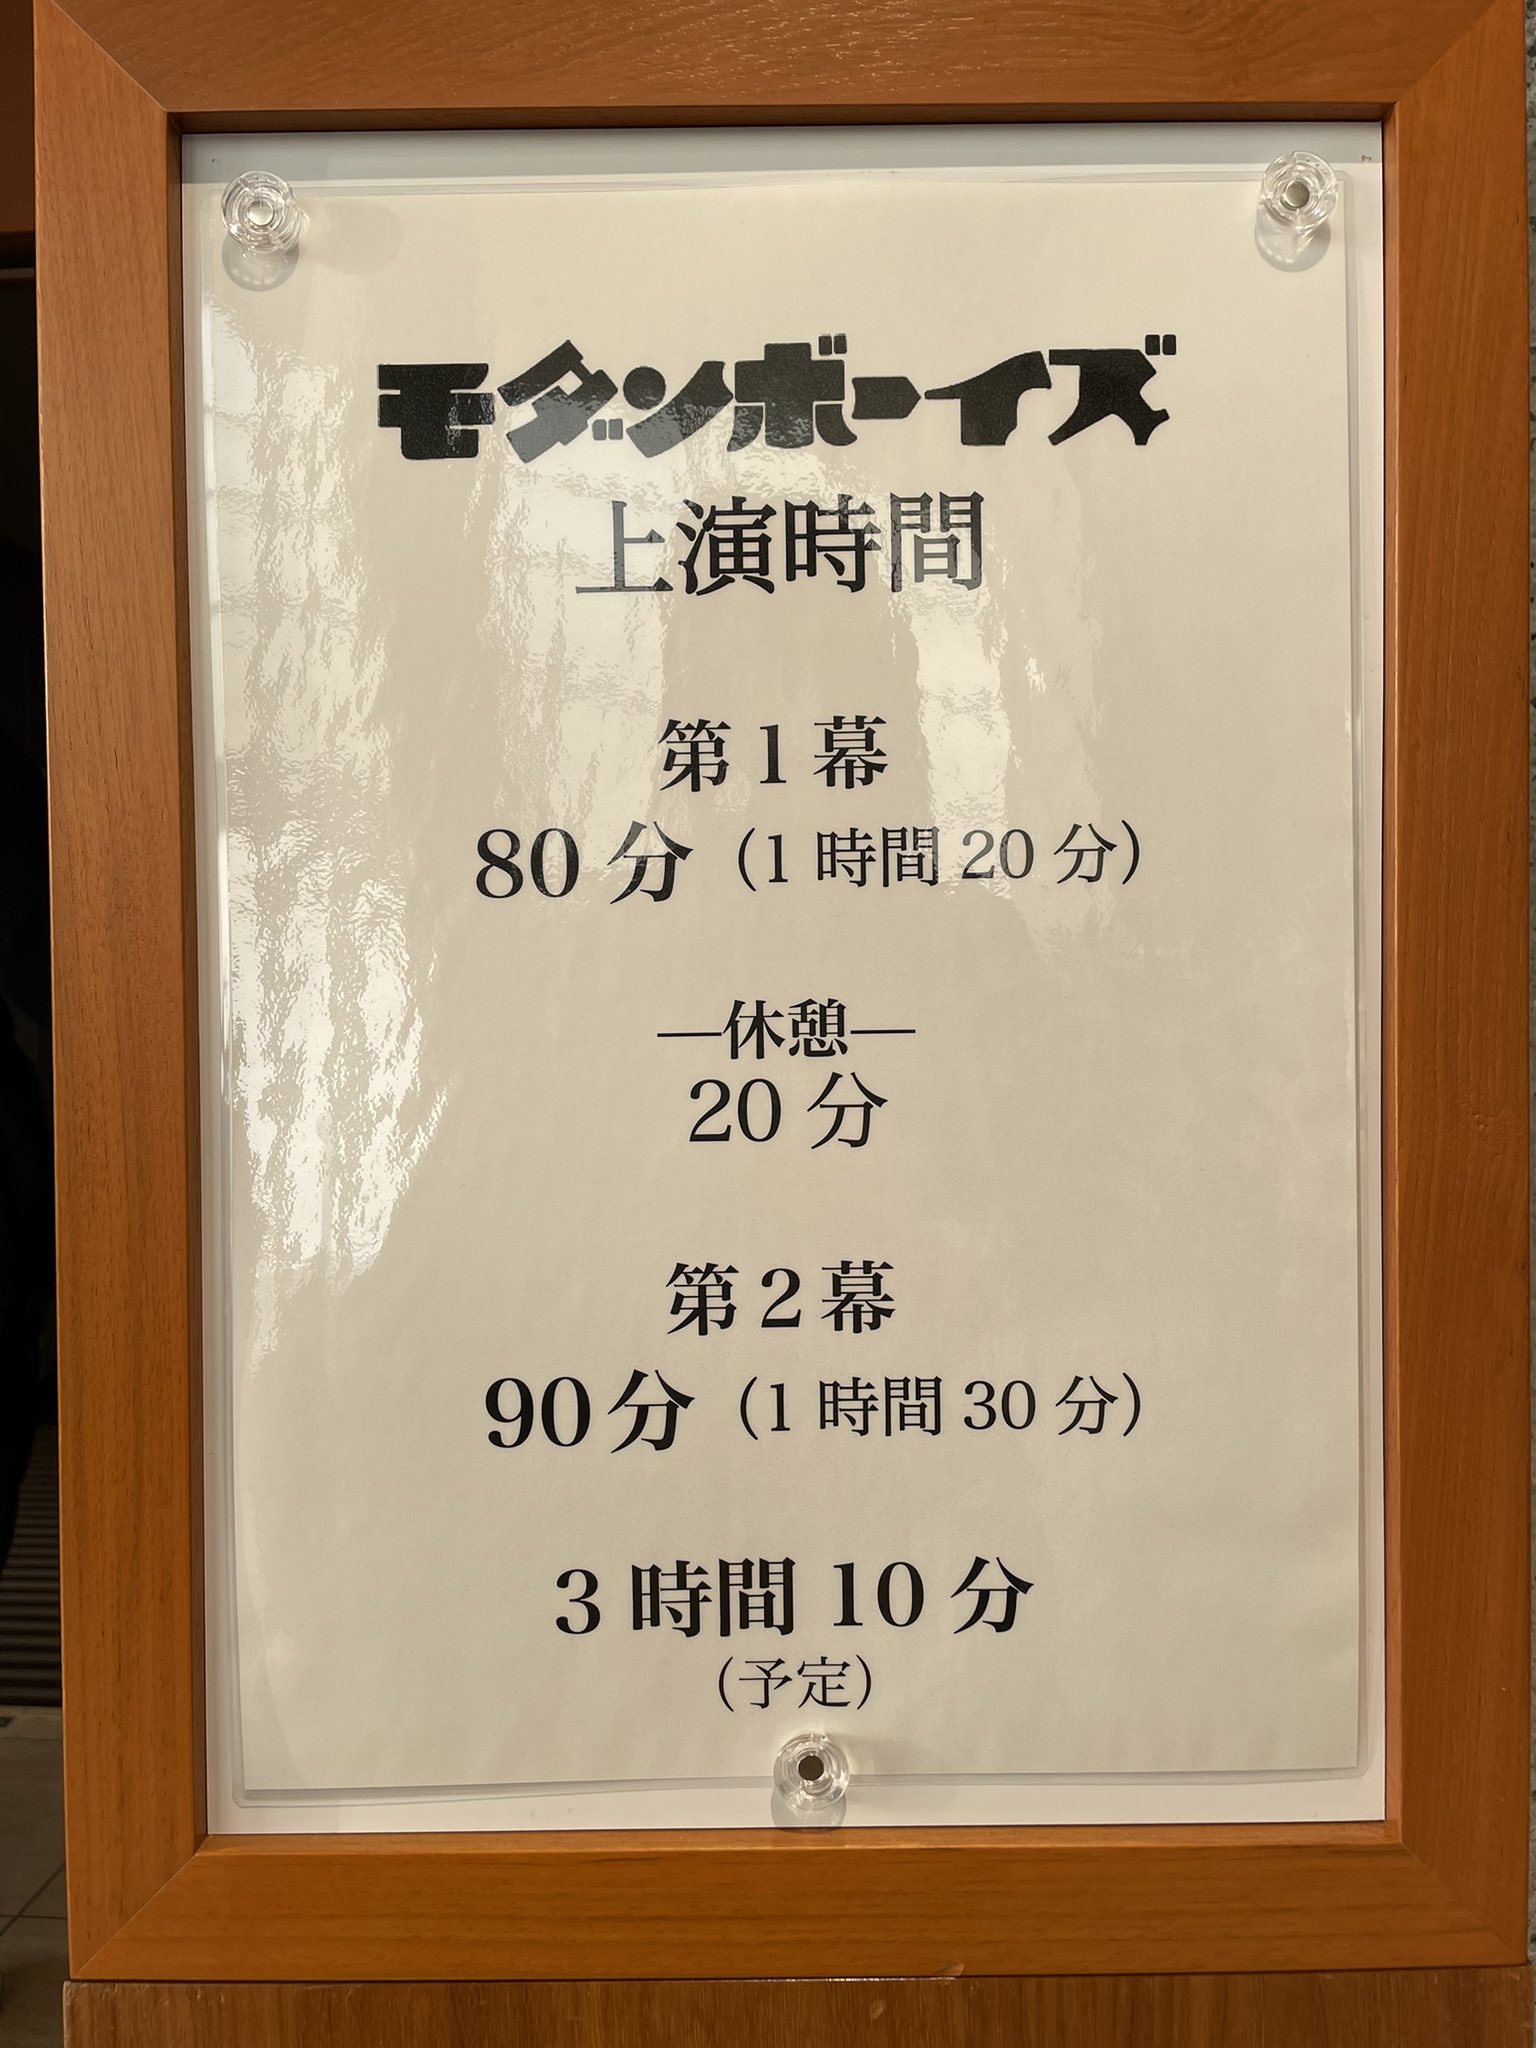 モダンボーイズ
上演時間
第1幕
80分（1時間20分）
―休憩―
20分
第2幕
90分（1時間30分）
3時間10分
（予定）